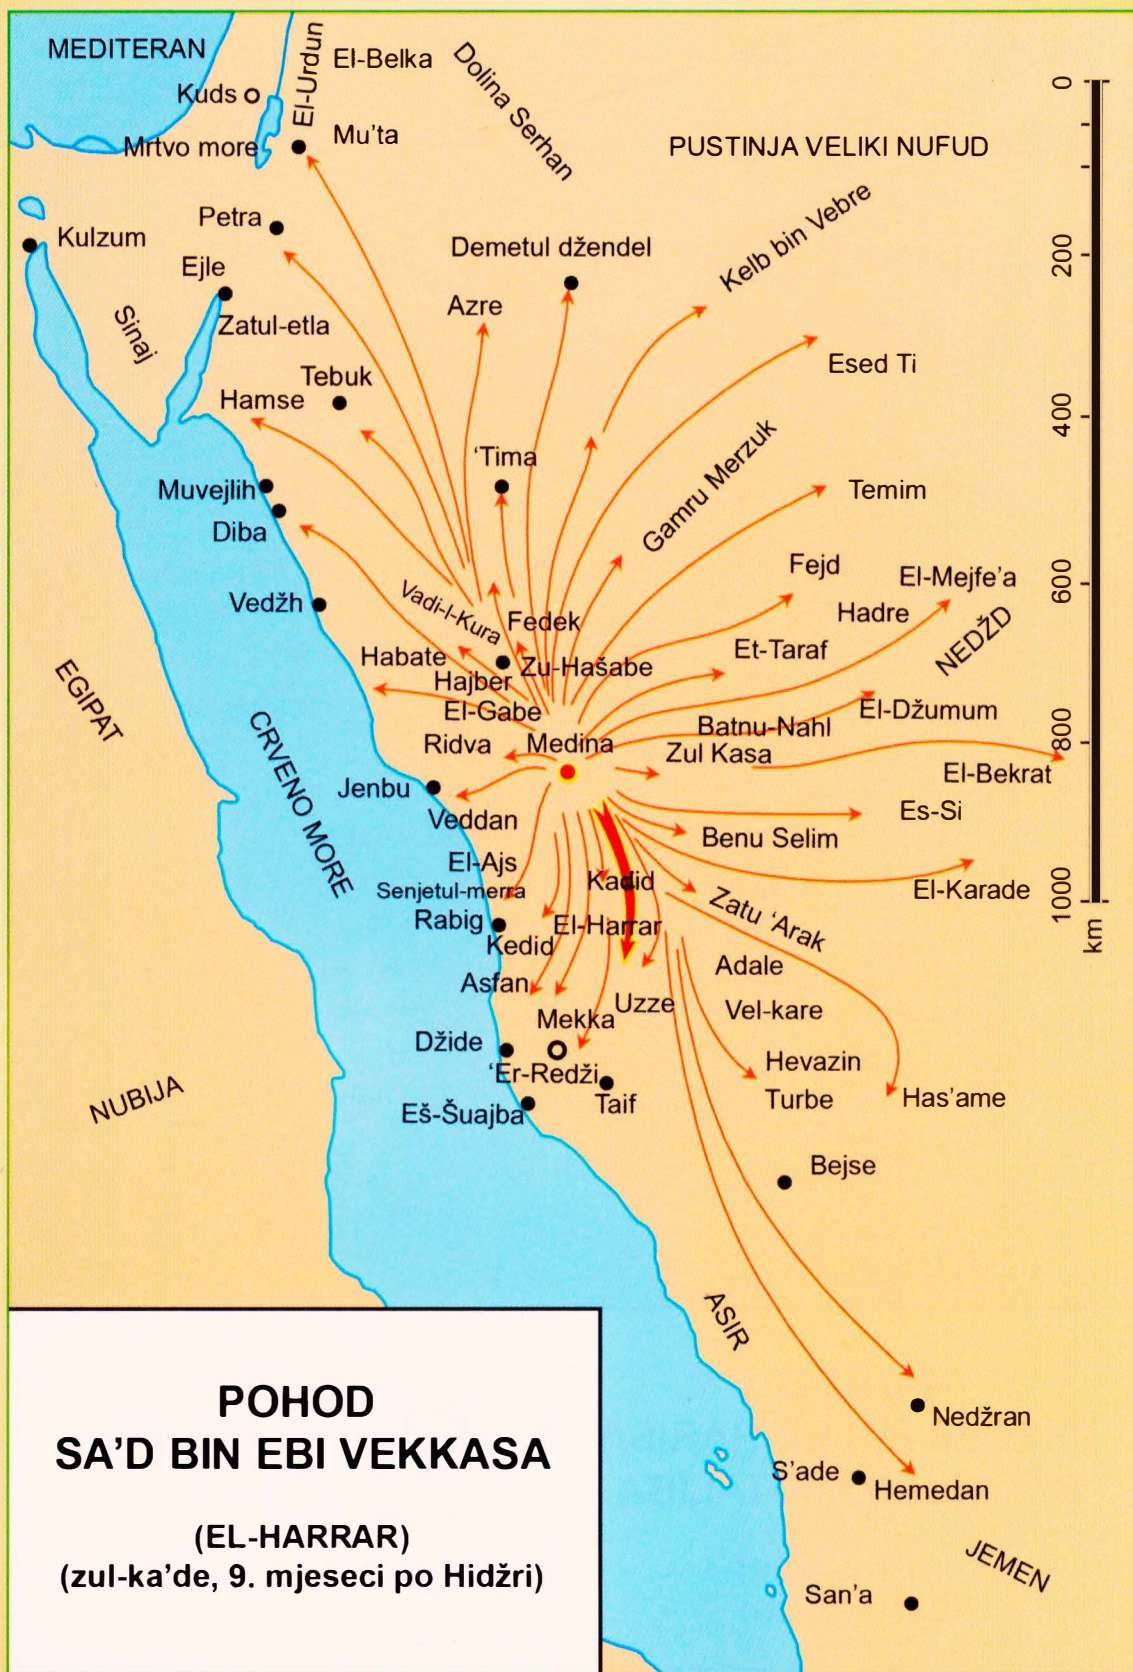 MEDITERAN
El-Urdun
El-Belka
Dolina Serhan
Kuds
Mrtvo more
Mu’ta
PUSTINJA VELIKI NUFUD
0
200
400
600
800
1000
km
Petra
Kulzum
Ejle
Demetul džendel
Kelb bin Vebre
Sinaj
Zatul-etla
Azre
Esed Ti
Tebuk
Hamse
‘Tima
Gamru Merzuk
Muvejlih
Temim
Diba
Fejd
El-Mejfe’a
Vedžh
Vadi-l-Kura
Fedek
Hadre
NEDŽD
Habate
Hajber
Zu-Hašabe
Et-Taraf
EGIPAT
El-Gabe
El-Džumum
CRVENO MORE
Ridva
Medina
Batnu-Nahl
Zul Kasa
El-Bekrat
Jenbu
Veddan
Es-Si
Benu Selim
El-Ajs
Kadid
El-Karade
Senjetul-merra
Rabig
El-Harrar
Zatu ‘Arak
Kedid
Adale
Asfan
Uzze
Vel-kare
Mekka
Džide
Hevazin
‘Er-Redži
NUBIJA
Taif
Turbe
Has’ame
Eš-Šuajba
Bejse
ASIR
POHOD
SA’D BIN EBI VEKKASA
(EL-HARRAR)
(zul-ka’de, 9. mjeseci po Hidžri)
Nedžran
S’ade
Hemedan
JEMEN
San’a